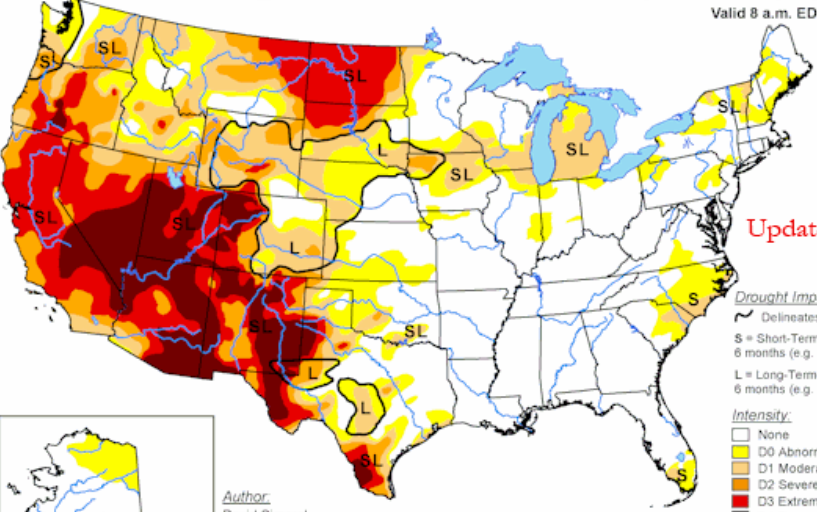 Valid 8 a.m. ED
SL
SL
SL
L
SL
SL
SL
Updat
SL
SL
L
S
Drought Imp
Delineates
SL
SL
S = Short-Term
6 months (e.g.
L
L = Long-Term
6 months (e.g.
L
Intensity:
None
D0 Abnorm
SL
S
D1 Modera
D2 Severe
D3 Extrem
Author: